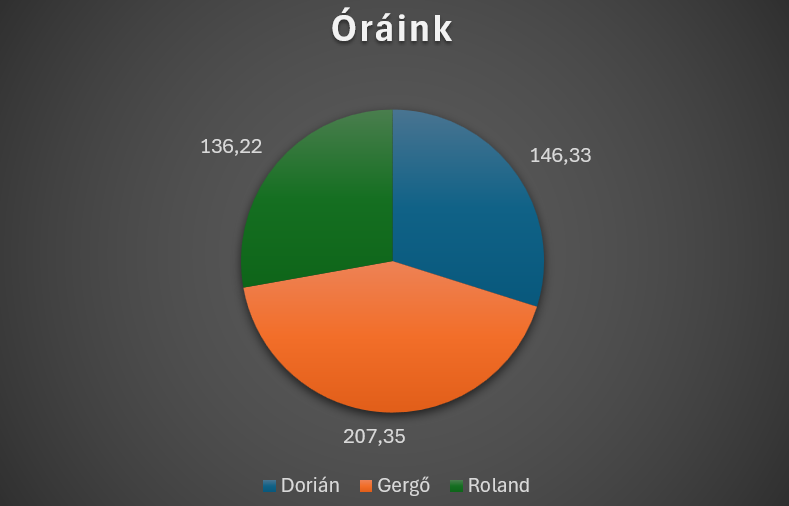 Óráink
136,22
146,33
207,35
Dorián Gergő Roland